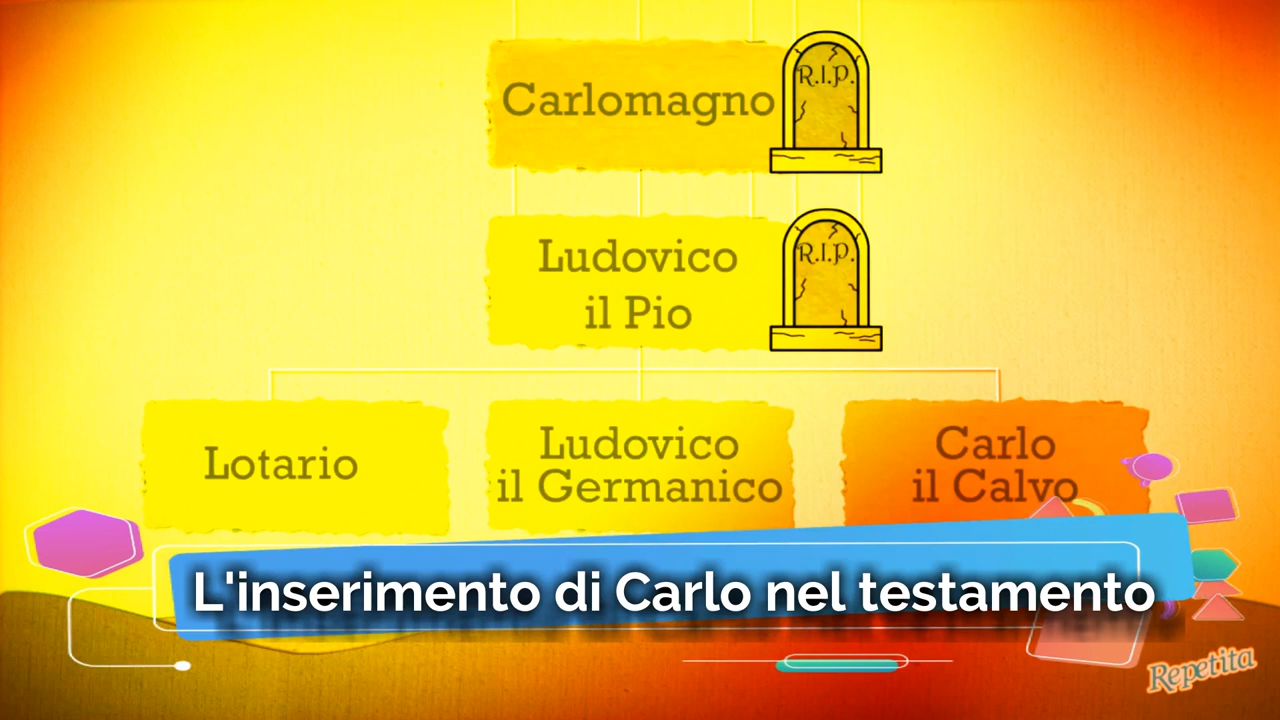 Carlomagno
R.I.P.
Ludovico
il Pio
R.I.P.
Lotario
Ludovico
il Germanico
Carlo
il Calvo
L'inserimento di Carlo nel testamento
Repetita